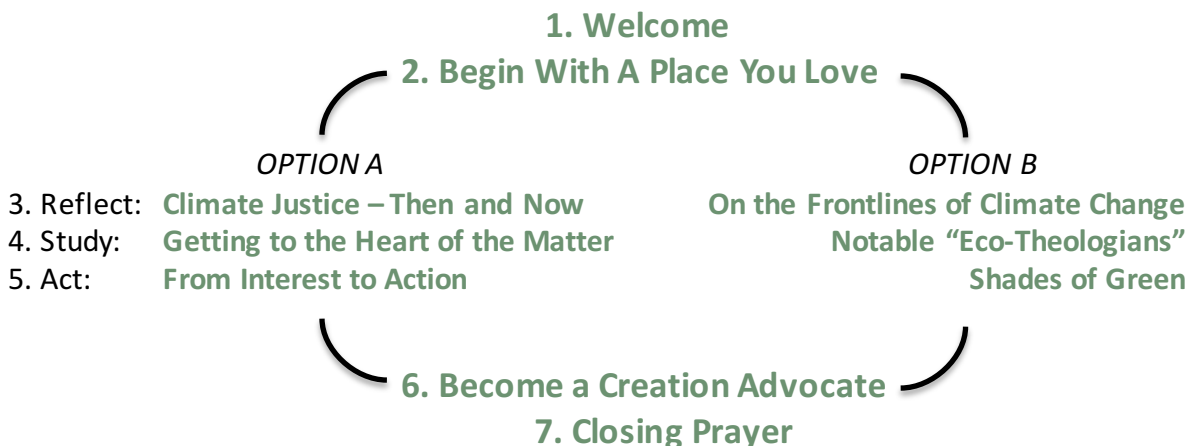 1. Welcome
2. Begin With A Place You Love
OPTION A OPTION B
3. Reflect: Climate Justice – Then and Now On the Frontlines of Climate Change
4. Study: Getting to the Heart of the Matter Notable “Eco-Theologians”
5. Act: From Interest to Action Shades of Green
6. Become a Creation Advocate
7. Closing Prayer